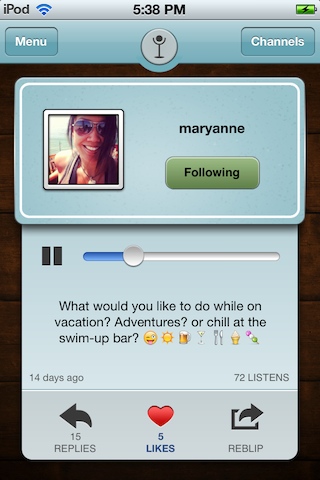 iPod 5:38 PM
Menu Channels
maryanne
Following
What would you like to do while on
vacation? Adventures? or chill at the
swim-up bar? 😜☀🍺🍸🍴🍦🍡
14 days ago 72 LISTENS
15 5
REPLIES LIKES REBLIP